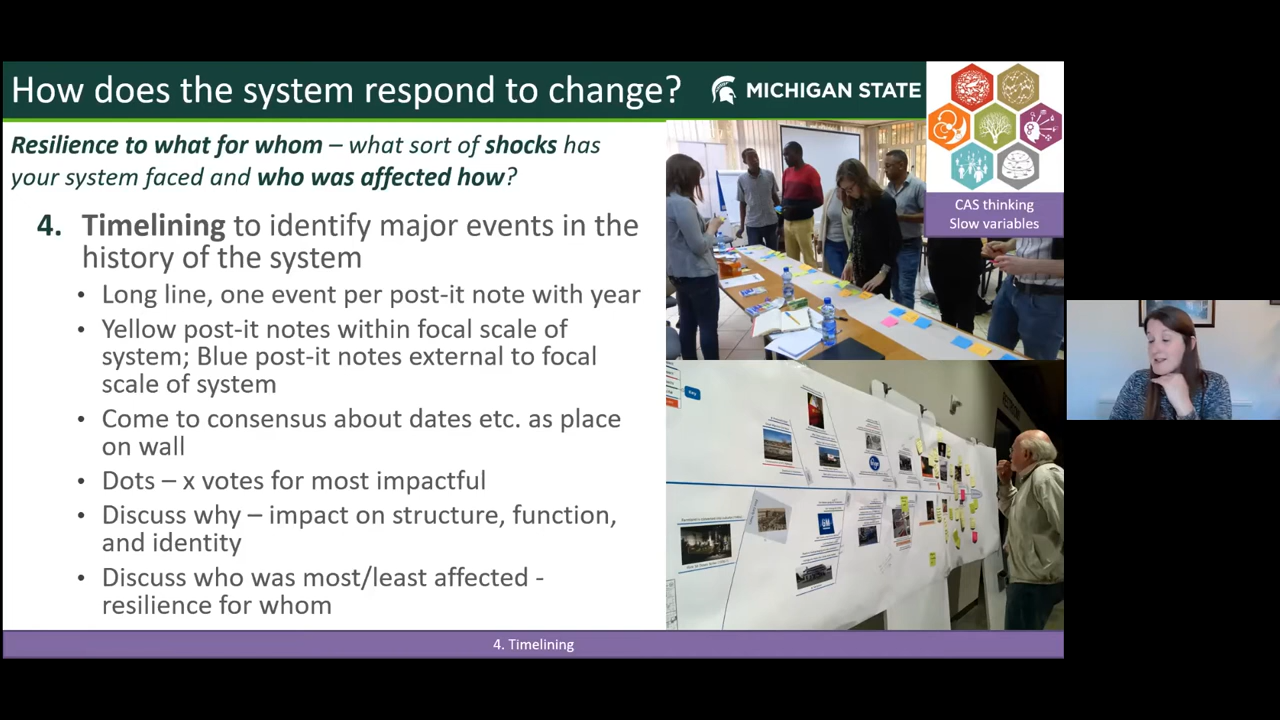 How does the system respond to change?
MICHIGAN STATE
Resilience to what for whom – what sort of shocks has
your system faced and who was affected how?
4. Timelining to identify major events in the
history of the system
• Long line, one event per post-it note with year
• Yellow post-it notes within focal scale of
system; Blue post-it notes external to focal
scale of system
• Come to consensus about dates etc. as place
on wall
• Dots – x votes for most impactful
• Discuss why – impact on structure, function,
and identity
• Discuss who was most/least affected -
resilience for whom
CAS thinking
Slow variables
Key
GM
4. Timelining